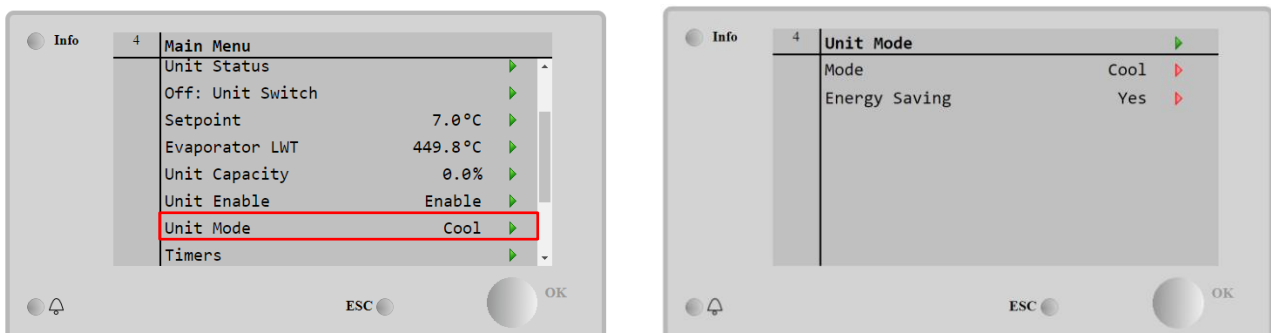 Info
4 Main Menu
Unit Status
Off: Unit Switch
Setpoint 7.0°C
Evaporator LWT 449.8°C
Unit Capacity 0.0%
Unit Enable Enable
Unit Mode Cool
Timers
ESC
OK
Info
4 Unit Mode
Mode Cool
Energy Saving Yes
ESC
OK